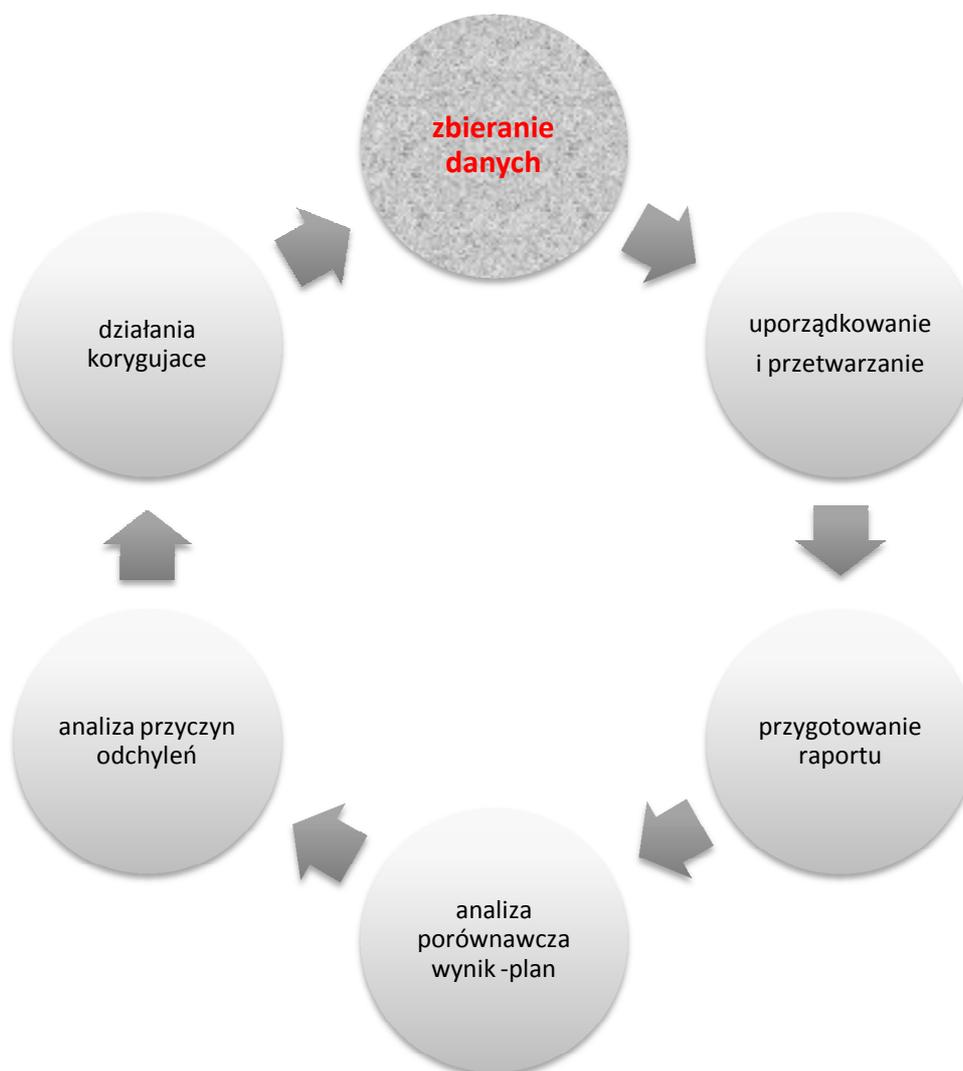 zbieranie
danych
uporządkowanie
i przetwarzanie
przygotowanie
raportu
analiza
porównawcza
wynik -plan
analiza przyczyn
odchyleń
działania
korygujace